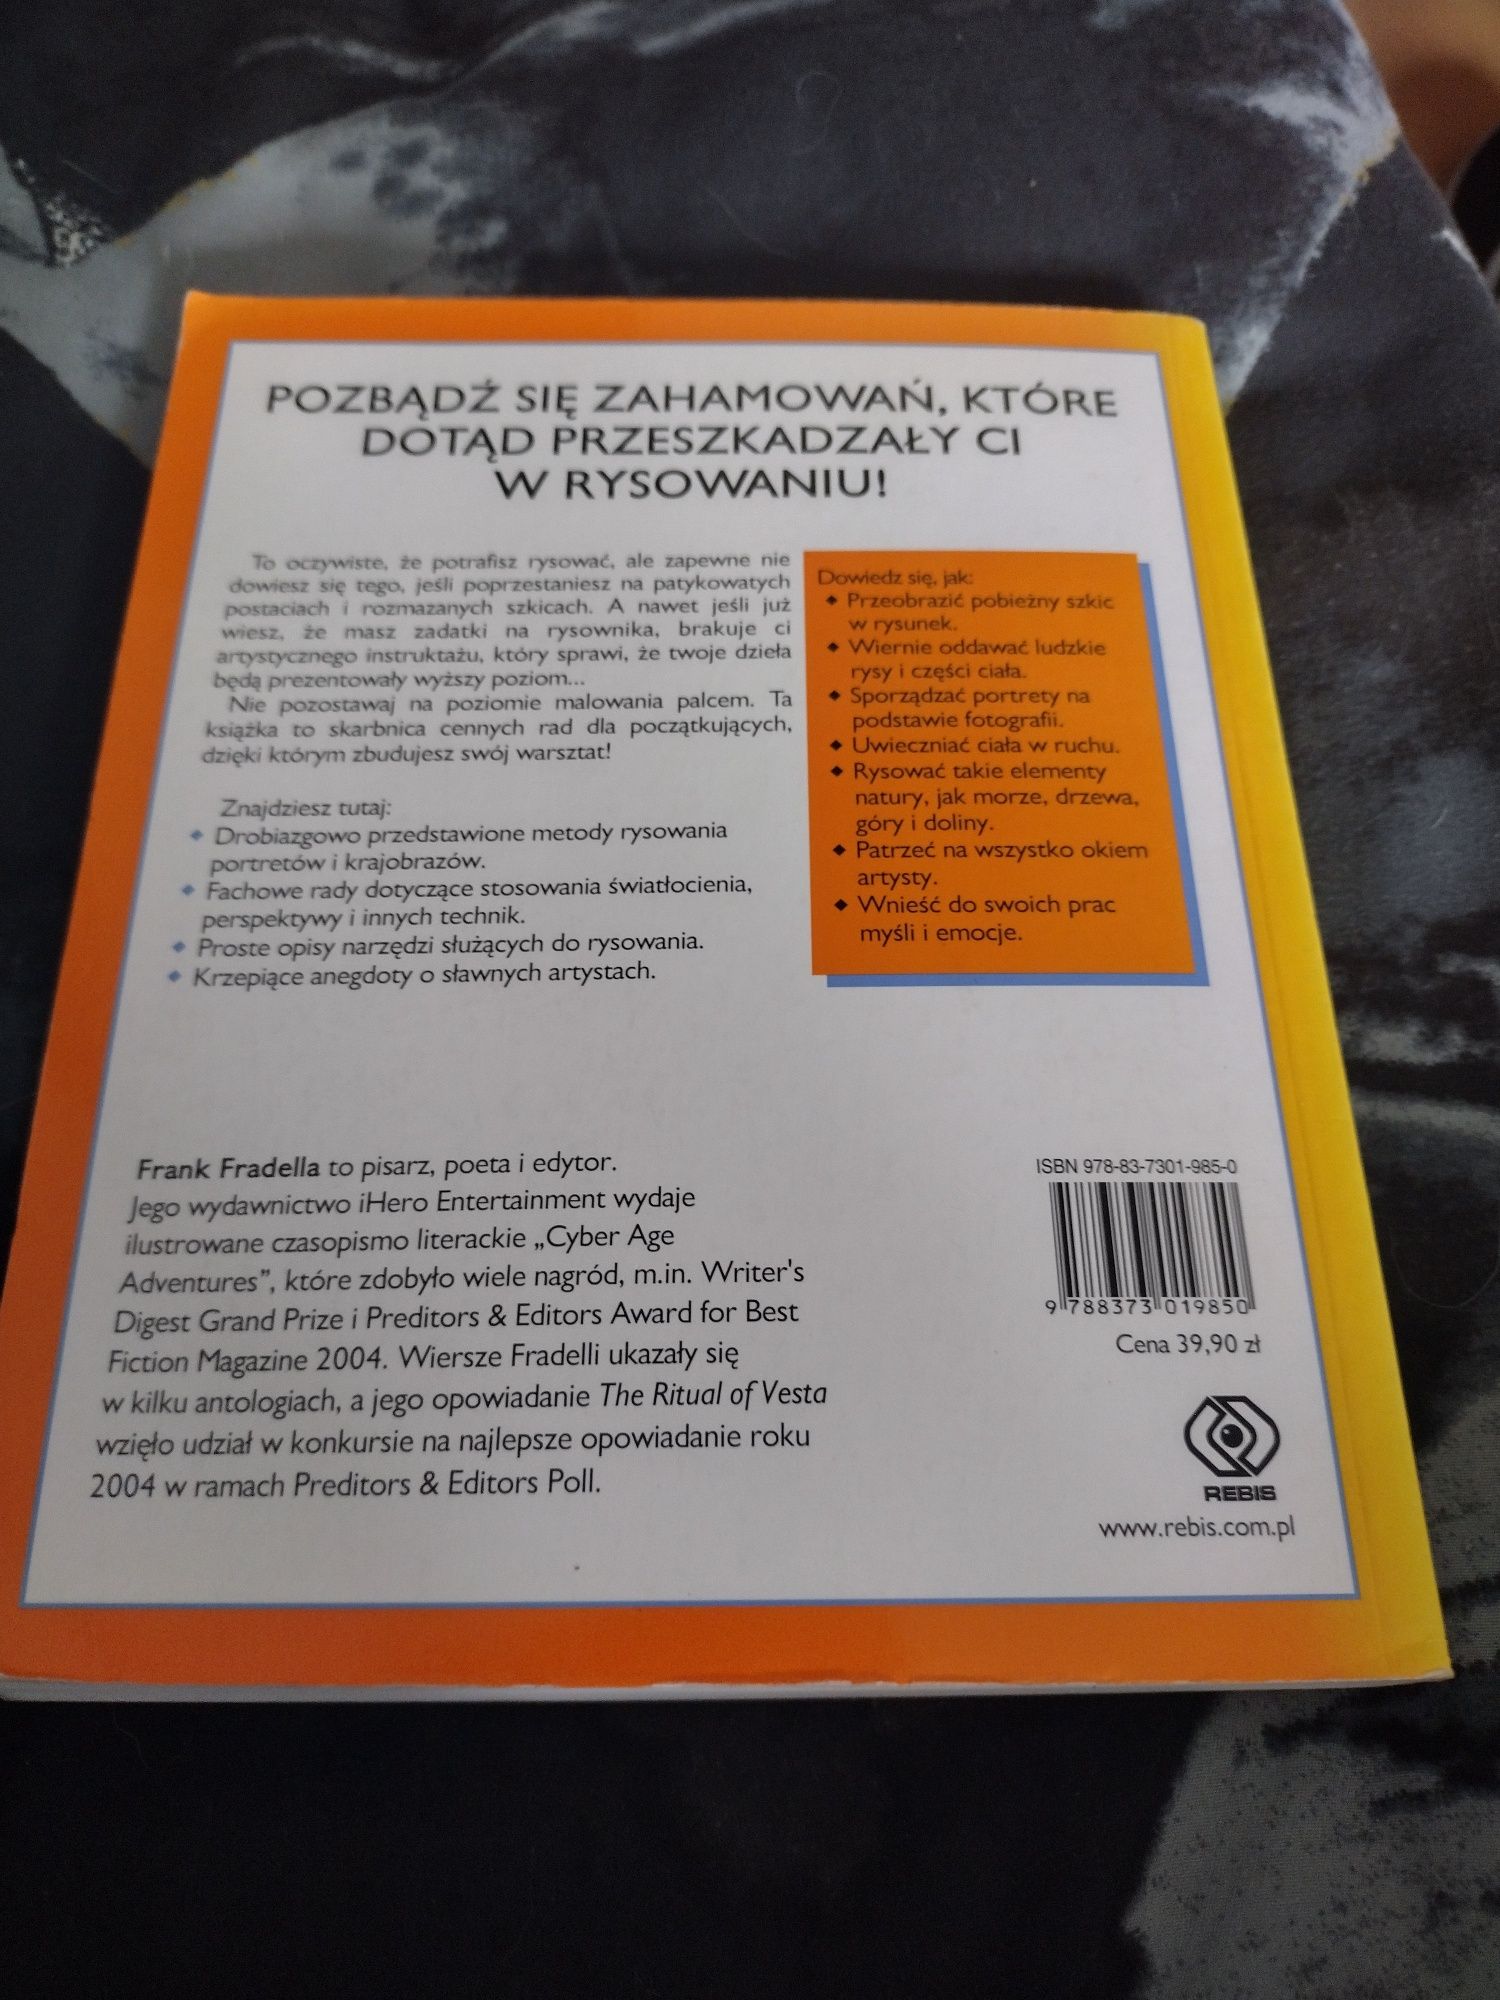 POZBĄDŹ SIĘ ZAHAMOWAŃ, KTÓRE
DOTĄD PRZESZKADZAŁY CI
W RYSOWANIU!
To oczywiste, że potrafisz rysować, ale zapewne nie
dowiesz się tego, jeśli poprzestaniesz na patykowatych
postaciach i rozmazanych szkicach. A nawet jeśli już
wiesz, że masz zadatki na rysownika, brakuje ci
artystycznego instruktażu, który sprawi, że twoje dzieła
będą prezentowały wyższy poziom...
Nie pozostawaj na poziomie malowania palcem. Ta
książka to skarbnica cennych rad dla początkujących,
dzięki którym zbudujesz swój warsztat!
Znajdziesz tutaj:
◆ Drobiazgowo przedstawione metody rysowania
portretów i krajobrazów.
◆ Fachowe rady dotyczące stosowania światłocienia,
perspektywy i innych technik.
◆ Proste opisy narzędzi służących do rysowania.
◆ Krzepiące anegdoty o sławnych artystach.
Dowiedz się, jak:
◆ Przeobrazić pobieżny szkic
w rysunek.
◆ Wiernie oddawać ludzkie
rysy i części ciała.
◆ Sporządzać portrety na
podstawie fotografii.
◆ Uwieczniać ciała w ruchu.
◆ Rysować takie elementy
natury, jak morze, drzewa,
góry i doliny.
◆ Patrzeć na wszystko okiem
artysty.
◆ Wnieść do swoich prac
myśli i emocje.
Frank Fradella to pisarz, poeta i edytor.
Jego wydawnictwo iHero Entertainment wydaje
ilustrowane czasopismo literackie „Cyber Age
Adventures”, które zdobyło wiele nagród, m.in. Writer's
Digest Grand Prize i Preditors & Editors Award for Best
Fiction Magazine 2004. Wiersze Fradelli ukazały się
w kilku antologiach, a jego opowiadanie The Ritual of Vesta
wzięło udział w konkursie na najlepsze opowiadanie roku
2004 w ramach Preditors & Editors Poll.
ISBN 978-83-7301-985-0
9 788373 019850
Cena 39,90 zł
REBIS
www.rebis.com.pl